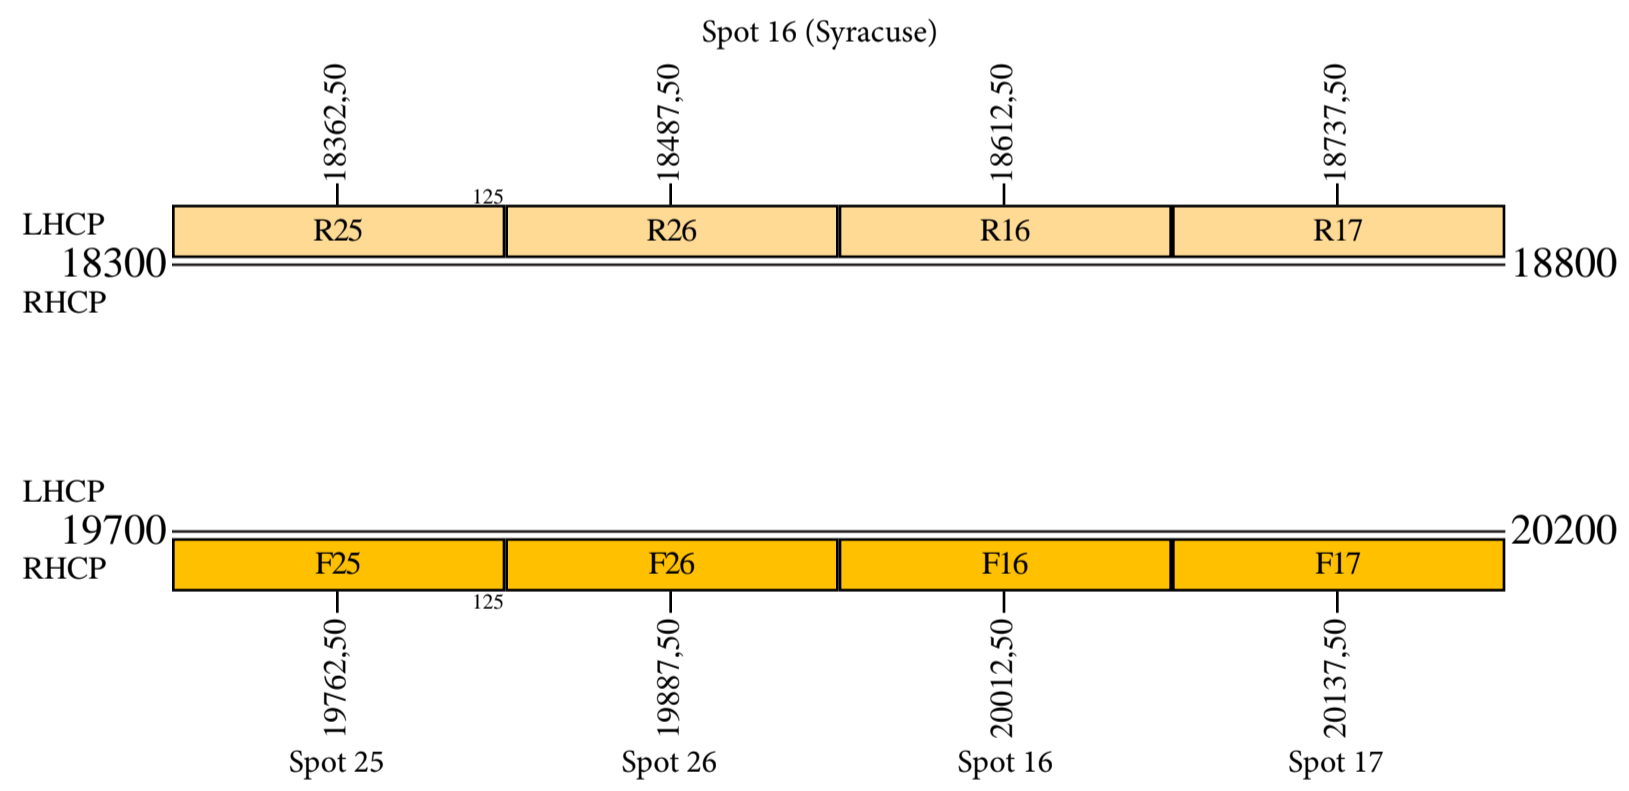 Spot 16 (Syracuse)
18362,50
18487,50
18612,50
18737,50
125
LHCP
R25
R26
R16
R17
18300
18800
RHCP
LHCP
19700
20200
RHCP
F25
F26
F16
F17
125
19762,50
19887,50
20012,50
20137,50
Spot 25
Spot 26
Spot 16
Spot 17